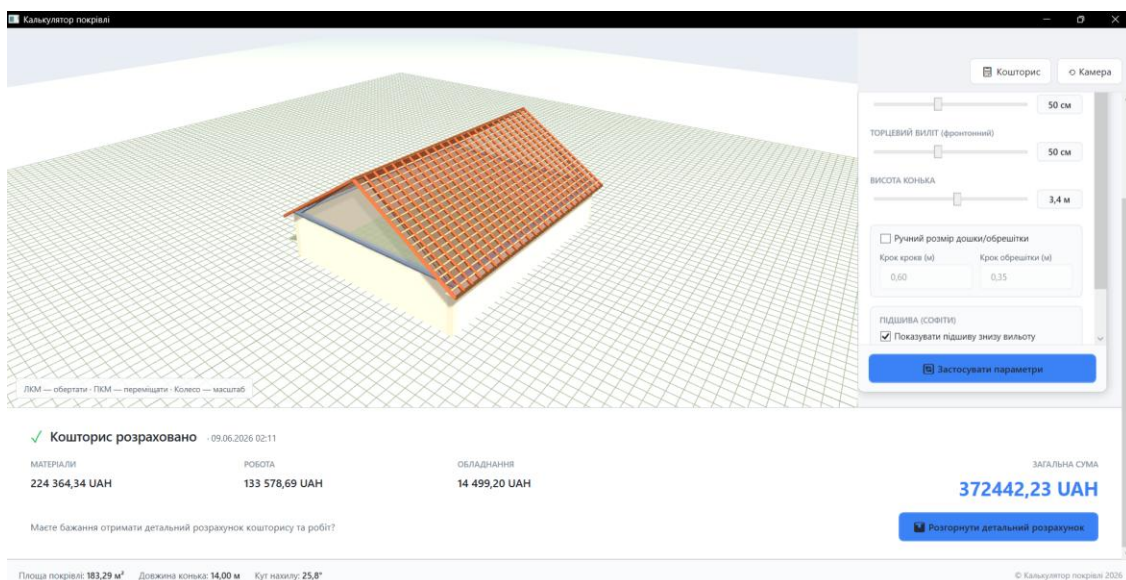 Калькулятор покрівлі
Кошторис
Камера
50 см
ТОРЦЕВИЙ ВИЛІТ (фронтонний)
50 см
ВИСОТА КОНЬКА
3,4 м
Ручний розмір дошки/обрешітки
Крок кроев (м) Крок обрешітки (м)
0,60 0,35
ПІДШИВА (СОФІТИ)
Показувати підшиву знизу вильоту
Застосувати параметри
ЛКМ — обертати · ПКМ — переміщати · Колесо — масштаб
Кошторис розраховано · 09.06.2026 02:11
МАТЕРІАЛИ РОБОТА ОБЛАДНАННЯ ЗАГАЛЬНА СУМА
224 364,34 UAH 133 578,69 UAH 14 499,20 UAH 372442,23 UAH
Маєте бажання отримати детальний розрахунок кошторису та робіт?
Розгорнути детальний розрахунок
Площа покрівлі: 183,29 м² Довжина конька: 14,00 м Кут нахилу: 25,8° © Калькулятор покрівлі 2026